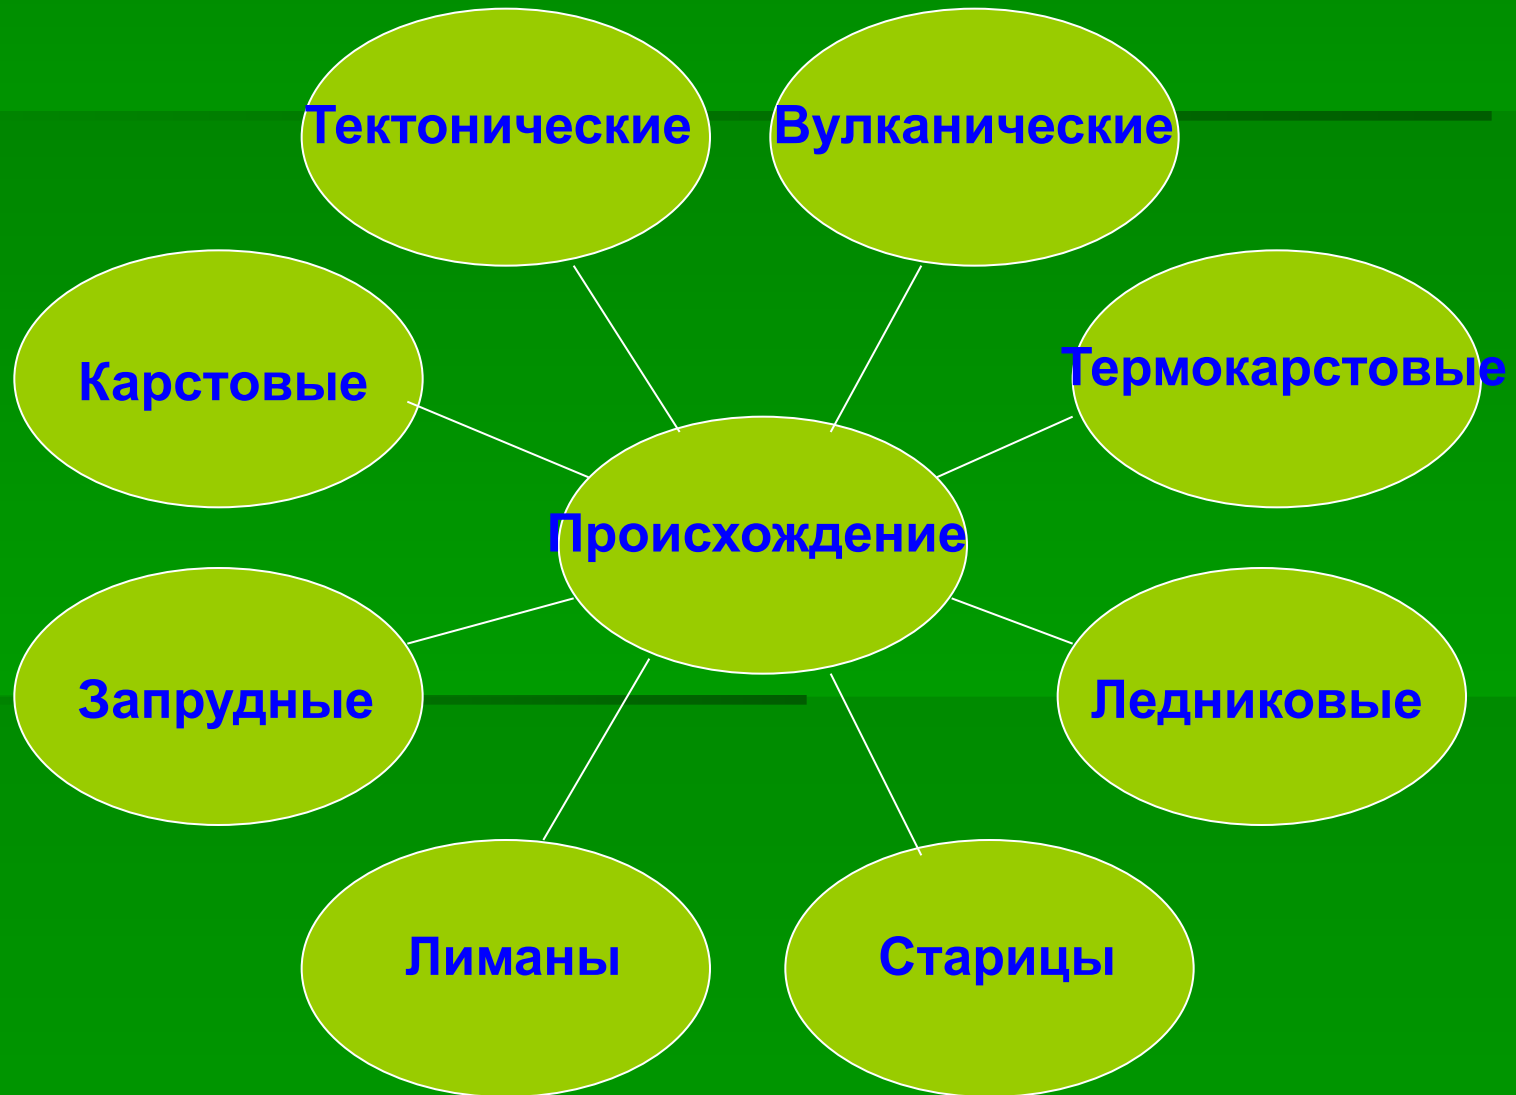 Тектонические
Вулканические
Карстовые
Термокарстовые
Происхождение
Запрудные
Ледниковые
Лиманы
Старицы